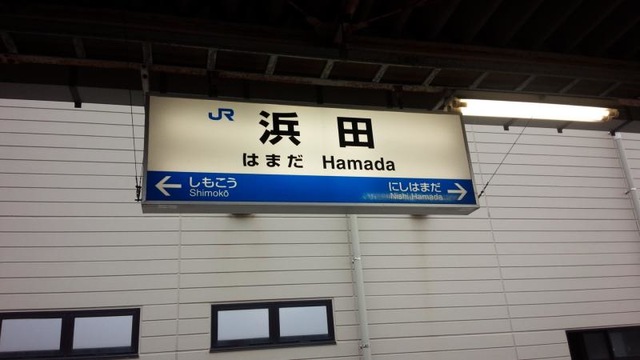 JR 浜田
はまだ Hamada
← しもこう にしはまだ →
Shimokō Nishi Hamada